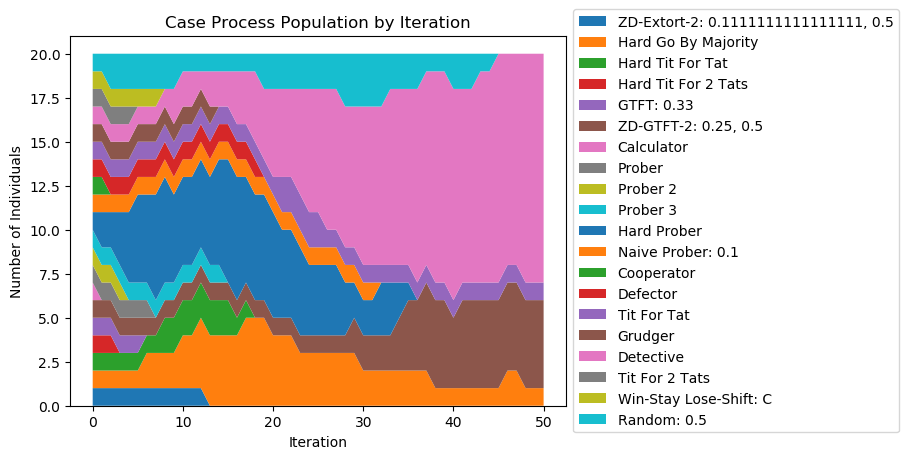 Case Process Population by Iteration
Number of Individuals
20.0
17.5
15.0
12.5
10.0
7.5
5.0
2.5
0.0
0 10 20 30 40 50
Iteration
ZD-Extort-2: 0.1111111111111111, 0.5
Hard Go By Majority
Hard Tit For Tat
Hard Tit For 2 Tats
GTFT: 0.33
ZD-GTFT-2: 0.25, 0.5
Calculator
Prober
Prober 2
Prober 3
Hard Prober
Naive Prober: 0.1
Cooperator
Defector
Tit For Tat
Grudger
Detective
Tit For 2 Tats
Win-Stay Lose-Shift: C
Random: 0.5